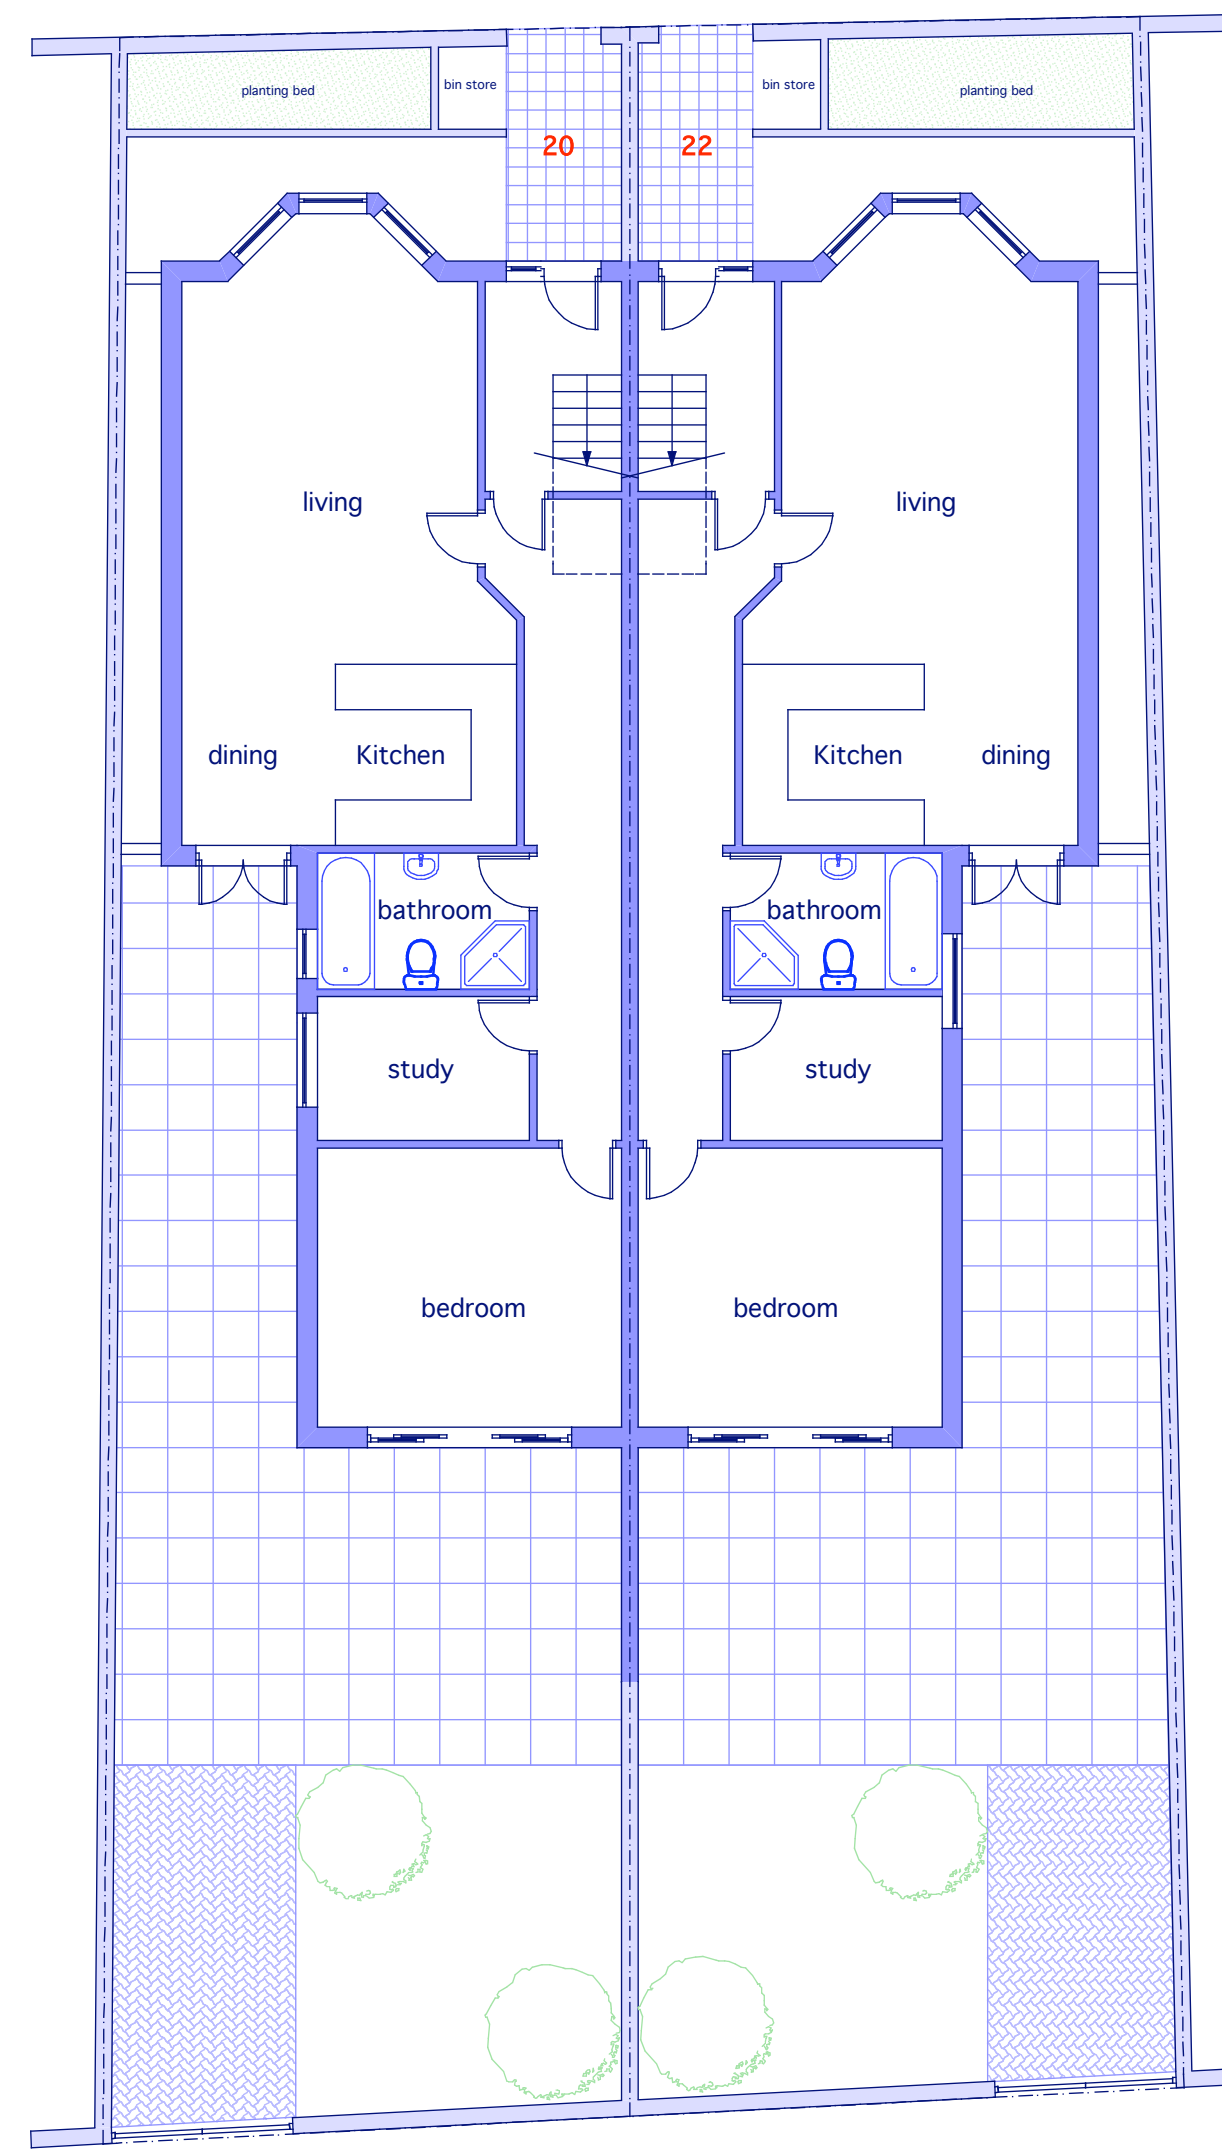 planting bed
bin store
bin store
planting bed
20
22
living
living
dining
Kitchen
Kitchen
dining
bathroom
bathroom
study
study
bedroom
bedroom